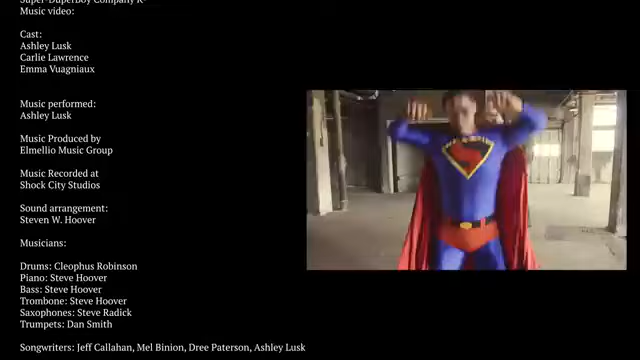 Super-DuperBoy Company R-
Music video:
Cast:
Ashley Lusk
Carlie Lawrence
Emma Vuagniaux
Music performed:
Ashley Lusk
Music Produced by
Elmellio Music Group
Music Recorded at
Shock City Studios
Sound arrangement:
Steven W. Hoover
Musicians:
Drums: Cleophus Robinson
Piano: Steve Hoover
Bass: Steve Hoover
Trombone: Steve Hoover
Saxophones: Steve Radick
Trumpets: Dan Smith
Songwriters: Jeff Callahan, Mel Binion, Dree Paterson, Ashley Lusk